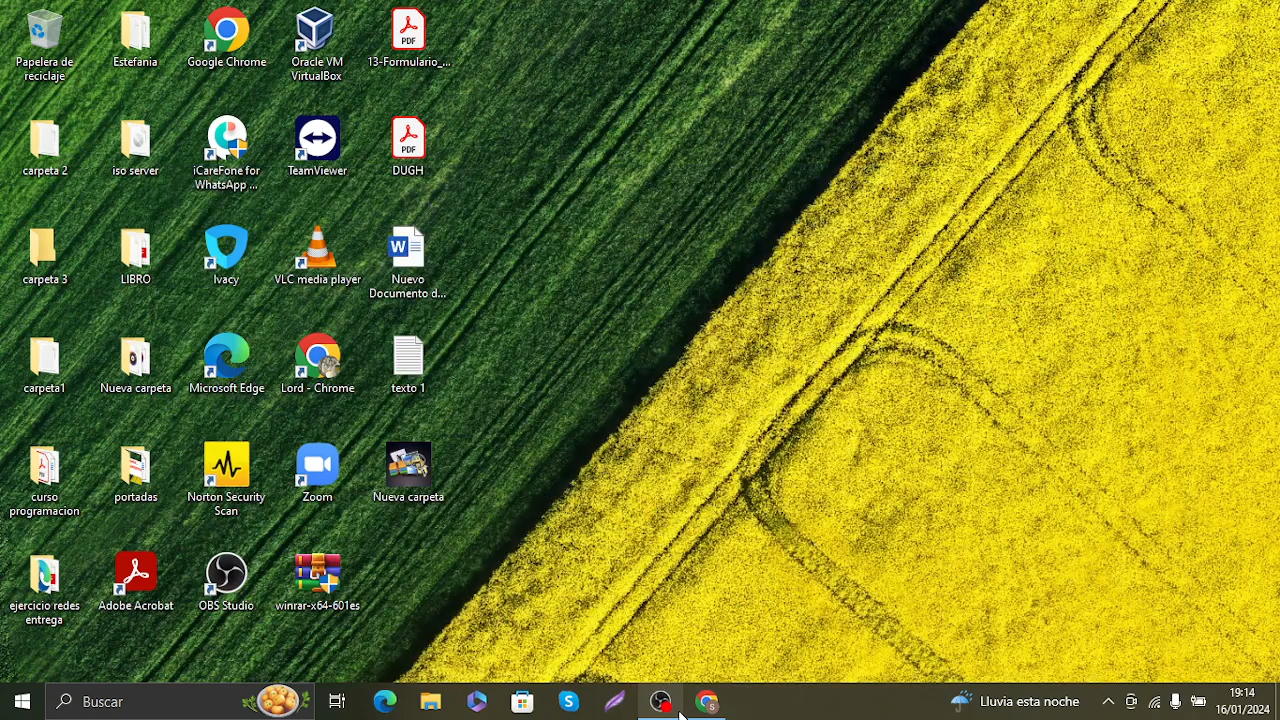 Papelera de
reciclaje
Estefania
Google Chrome
Oracle VM
VirtualBox
PDF
13-Formulario_...
carpeta 2
iso server
iCareFone for
WhatsApp ...
TeamViewer
PDF
DUGH
carpeta 3
LIBRO
Ivacy
VLC media player
W
Nuevo
Documento d...
carpeta1
Nueva carpeta
Microsoft Edge
Lord - Chrome
texto 1
curso
programacion
portadas
Norton Security
Scan
Zoom
Nueva carpeta
ejercicio redes
entrega
Adobe Acrobat
OBS Studio
winrar-x64-601es
Buscar
S
S
Lluvia esta noche
19:14
16/01/2024